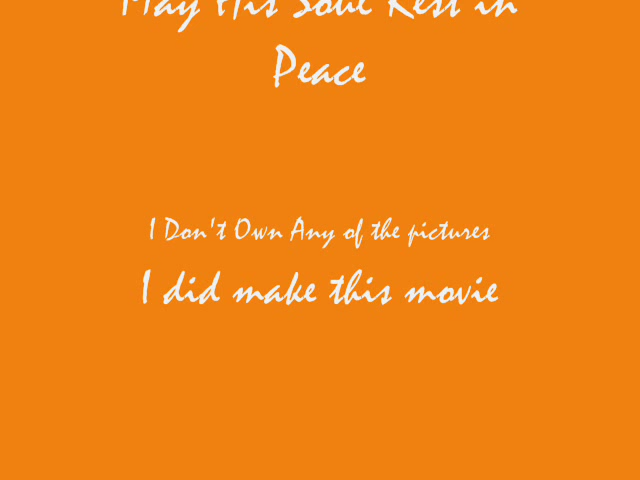 May His Soul Rest in
Peace
I Don't Own Any of the pictures
I did make this movie